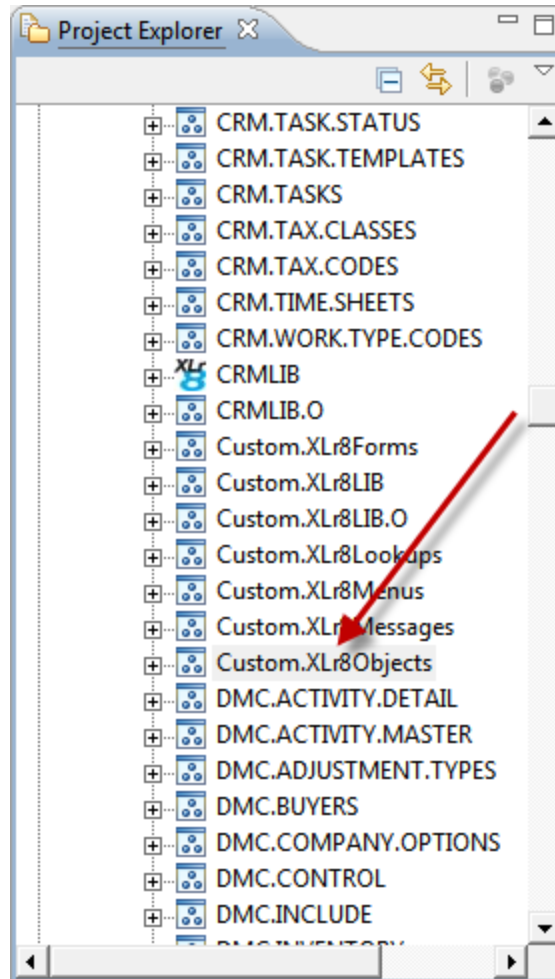 Project Explorer
CRM.TASK.STATUS
CRM.TASK.TEMPLATES
CRM.TASKS
CRM.TAX.CLASSES
CRM.TAX.CODES
CRM.TIME.SHEETS
CRM.WORK.TYPE.CODES
XLr8 CRMLIB
CRMLIB.O
Custom.XLr8Forms
Custom.XLr8LIB
Custom.XLr8LIB.O
Custom.XLr8Lookups
Custom.XLr8Menus
Custom.XLr8Messages
Custom.XLr8Objects
DMC.ACTIVITY.DETAIL
DMC.ACTIVITY.MASTER
DMC.ADJUSTMENT.TYPES
DMC.BUYERS
DMC.COMPANY.OPTIONS
DMC.CONTROL
DMC.INCLUDE
DMC.INVENTORY